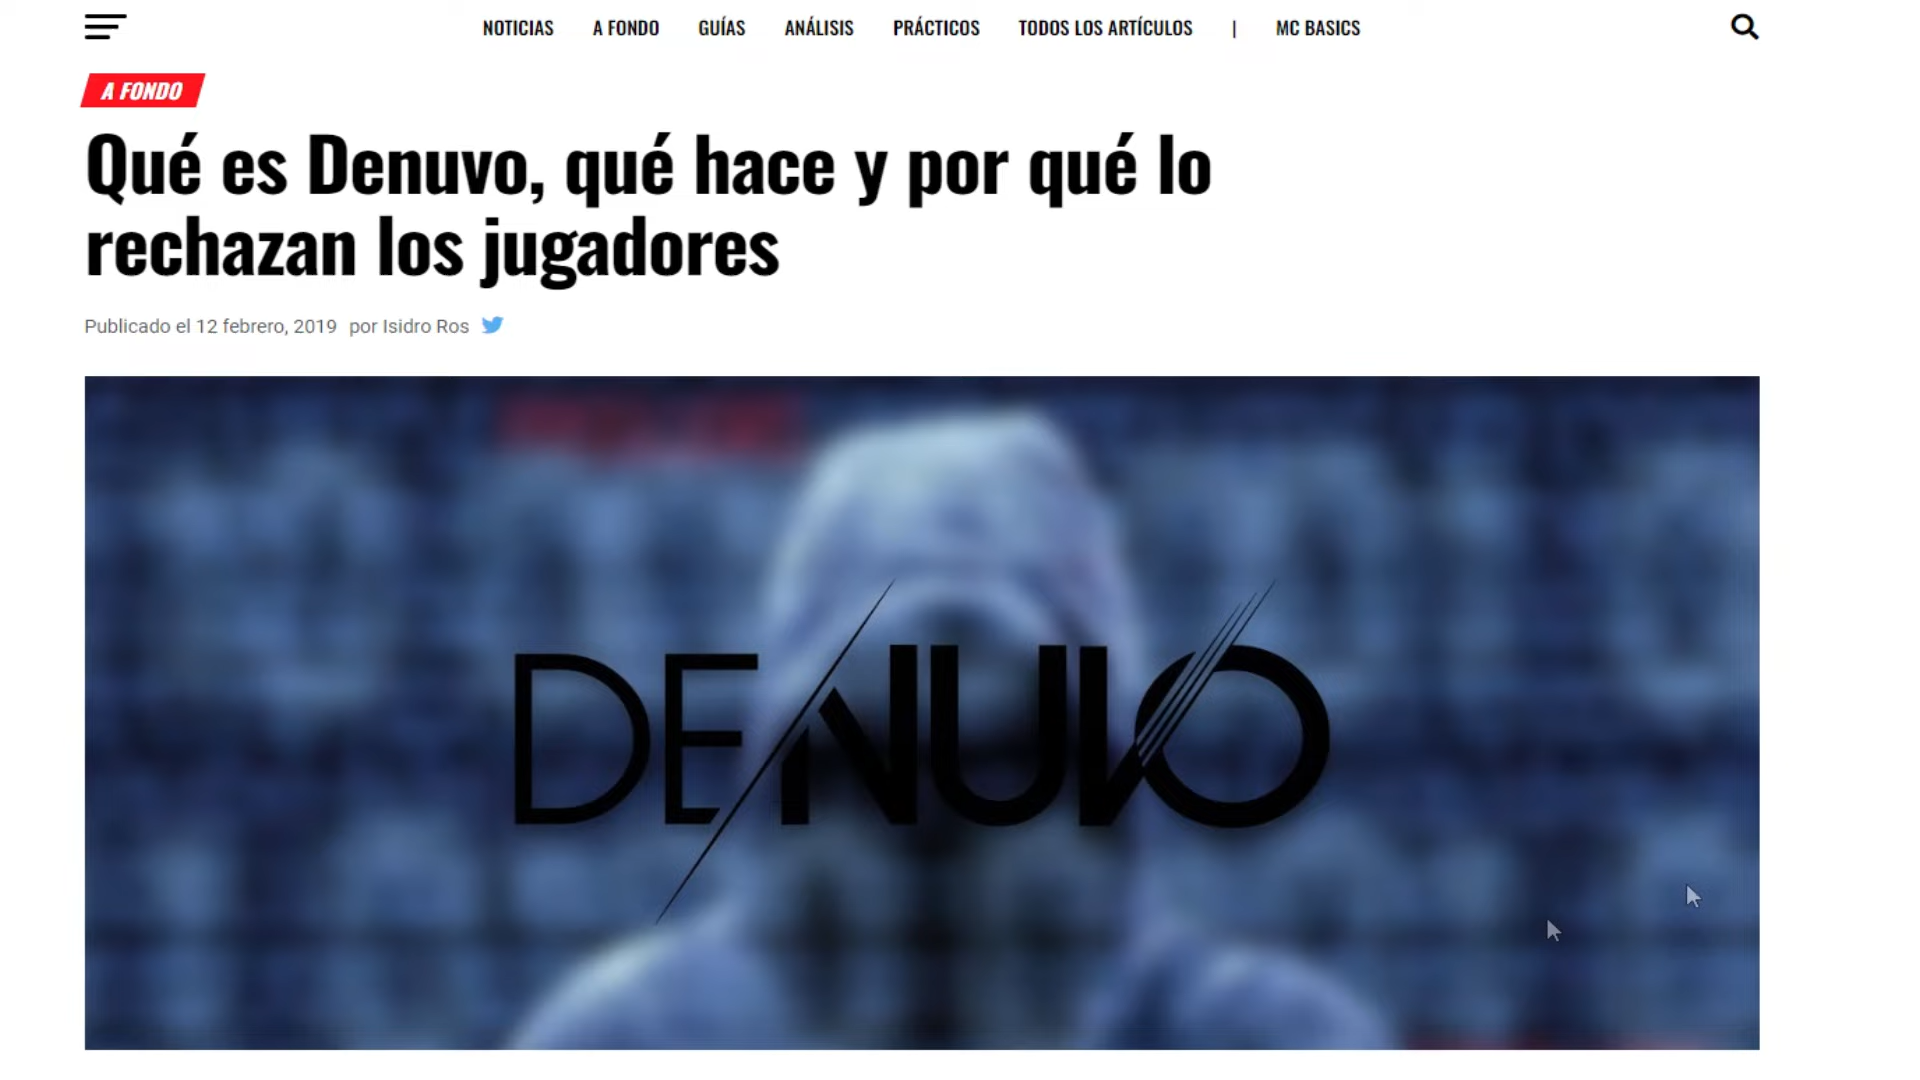 NOTICIAS A FONDO GUÍAS ANÁLISIS PRÁCTICOS TODOS LOS ARTÍCULOS | MC BASICS
A FONDO
Qué es Denuvo, qué hace y por qué lo
rechazan los jugadores
Publicado el 12 febrero, 2019 por Isidro Ros
DENUVO